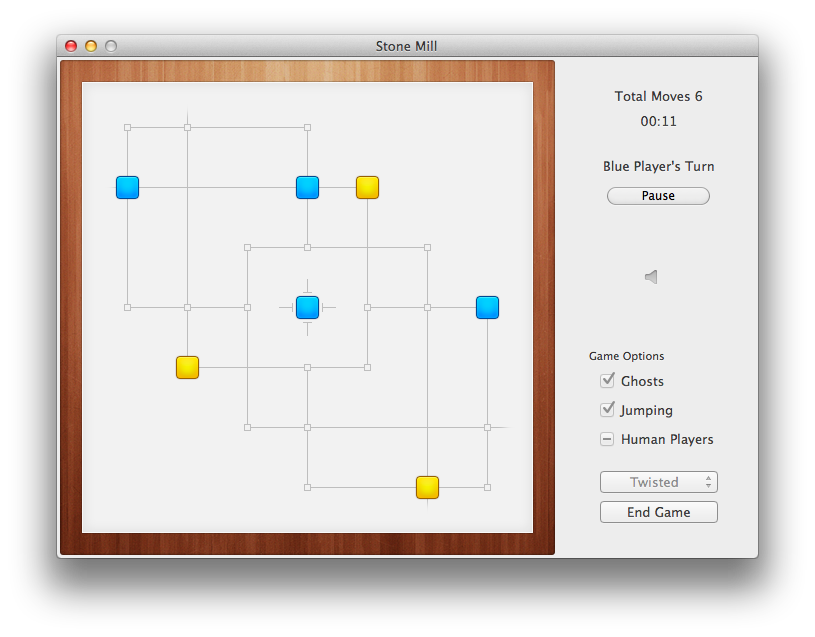 Stone Mill
Total Moves 6
00:11
Blue Player's Turn
Pause
Game Options
Ghosts
Jumping
Human Players
Twisted
End Game